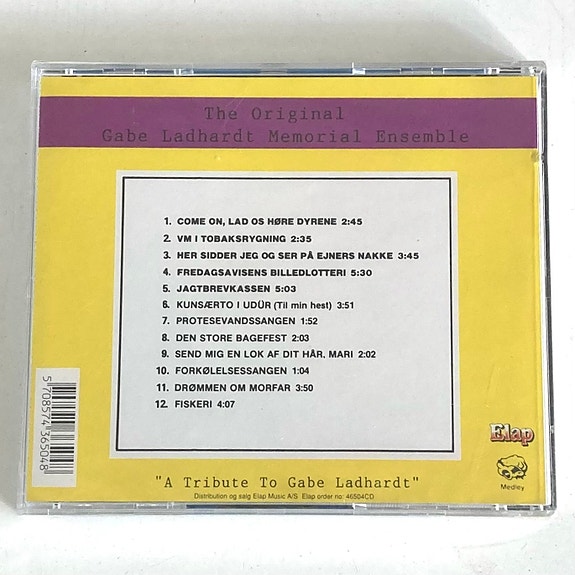 The Original
Gabe Ladhardt Memorial Ensemble
1. COME ON, LAD OS HØRE DYRENE 2:45
2. VM I TOBAKSRYGNING 2:35
3. HER SIDDER JEG OG SER PÅ EJNERS NAKKE 3:45
4. FREDAGSAVISENS BILLEDLOTTERI 5:30
5. JAGTBREVKASSEN 5:03
6. KUNSÆRTO I UDÜR (Til min hest) 3:51
7. PROTESEVANDSSANGEN 1:52
8. DEN STORE BAGEFEST 2:03
9. SEND MIG EN LOK AF DIT HÅR, MARI 2:02
10. FORKØLELSESSANGEN 1:04
11. DRØMMEN OM MORFAR 3:50
12. FISKERI 4:07
5 708574 365048
Elap
Medley
"A Tribute To Gabe Ladhardt"
Distribution og salg Elap Music A/S Elap order no: 46504CD